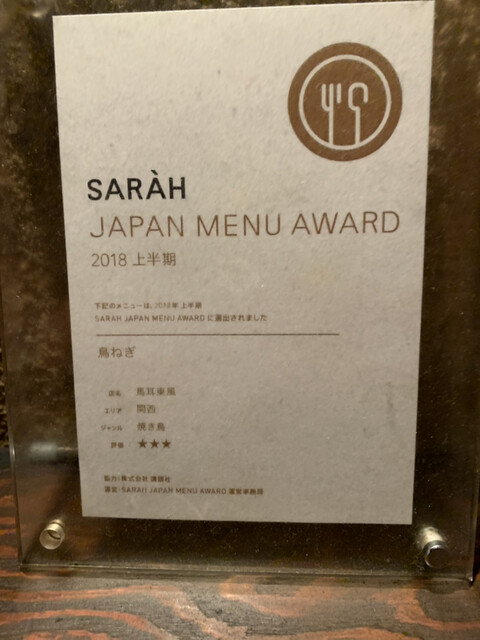 SARÀH
JAPAN MENU AWARD
2018 上半期
下記のメニューは、2018年 上半期
SARAH JAPAN MENU AWARD に選出されました
鳥ねぎ
店名 馬耳東風
エリア 関西
ジャンル 焼き鳥
評価 ★★★
協力：株式会社 講談社
運営：SARAH JAPAN MENU AWARD 運営事務局